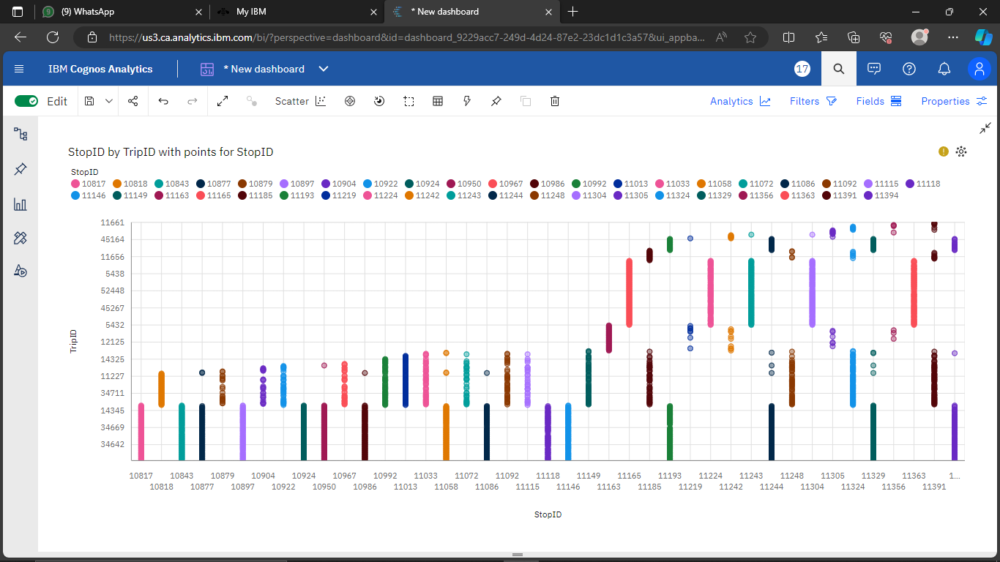 (9) WhatsApp
My IBM
* New dashboard
https://us3.ca.analytics.ibm.com/bi/?perspective=dashboard&id=dashboard_9229acc7-249d-4d24-87e2-23dc1d1c3a57&ui_appba...
IBM Cognos Analytics
* New dashboard
17
Edit
Scatter
Analytics
Filters
Fields
Properties
StopID by TripID with points for StopID
StopID
10817 10818 10843 10877 10879 10897 10904 10922 10924 10950 10967 10986 10992 11013 11033 11058 11072 11086 11092 11115 11118
11146 11149 11163 11165 11185 11193 11219 11224 11242 11243 11244 11248 11304 11305 11324 11329 11356 11363 11391 11394
TripID
11661
45164
11656
5438
52448
45267
5432
12125
14325
11227
34711
14345
34669
34642
10817 10843 10879 10904 10924 10967 10992 11033 11072 11092 11118 11149 11165 11193 11224 11243 11248 11305 11329 11363 1...
10818 10877 10897 10922 10950 10986 11013 11058 11086 11115 11146 11163 11185 11219 11242 11244 11304 11324 11356 11391
StopID